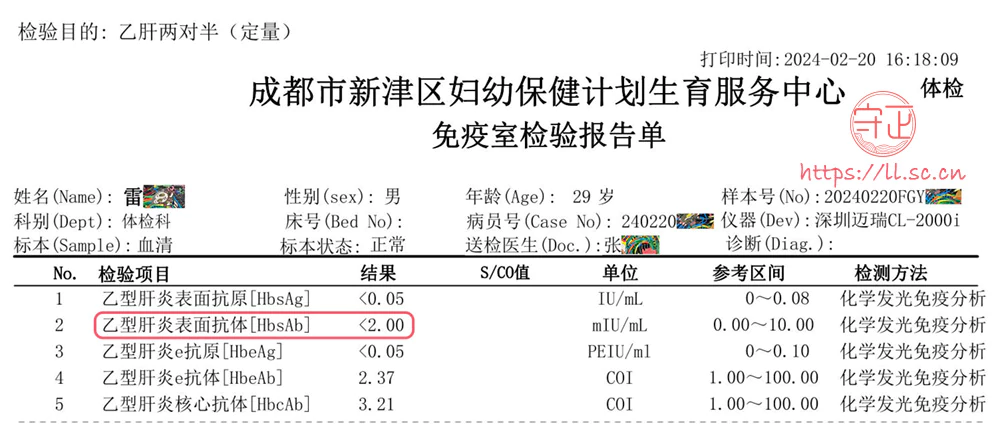 检验目的: 乙肝两对半（定量）
打印时间:2024-02-20 16:18:09
成都市新津区妇幼保健计划生育服务中心 体检
免疫室检验报告单
守正
https://ll.sc.cn
姓名(Name): 雷 性别(sex): 男 年龄(Age): 29 岁 样本号(No):20240220FGY
科别(Dept): 体检科 床号(Bed No): 病员号(Case No): 240220 仪器(Dev):深圳迈瑞CL-2000i
标本(Sample):血清 标本状态: 正常 送检医生(Doc.):张 诊断(Diag.):
No. 检验项目 结果 S/CO值 单位 参考区间 检测方法
1 乙型肝炎表面抗原[HbsAg] <0.05 IU/mL 0～0.08 化学发光免疫分析
2 乙型肝炎表面抗体[HbsAb] <2.00 mIU/mL 0.00～10.00 化学发光免疫分析
3 乙型肝炎e抗原[HbeAg] <0.05 PEIU/ml 0～0.10 化学发光免疫分析
4 乙型肝炎e抗体[HbeAb] 2.37 COI 1.00～100.00 化学发光免疫分析
5 乙型肝炎核心抗体[HbcAb] 3.21 COI 1.00～100.00 化学发光免疫分析